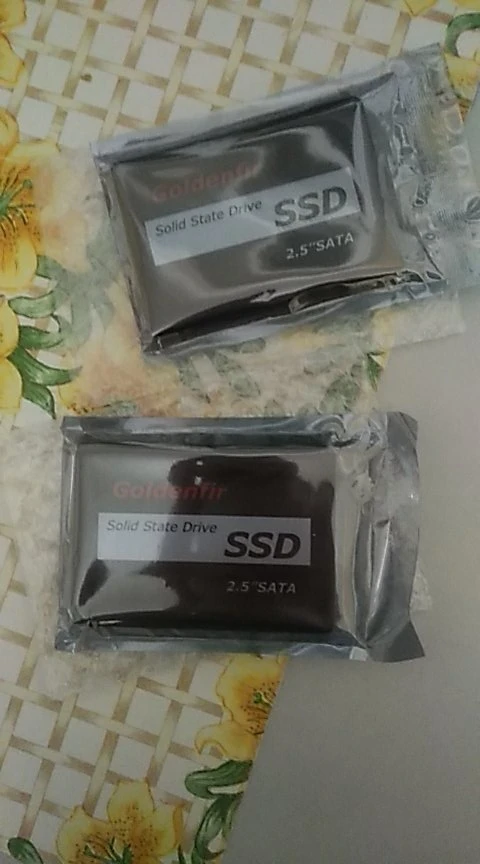 Goldenfir
Solid State Drive
SSD
2.5"SATA
Goldenfir
Solid State Drive
SSD
2.5"SATA